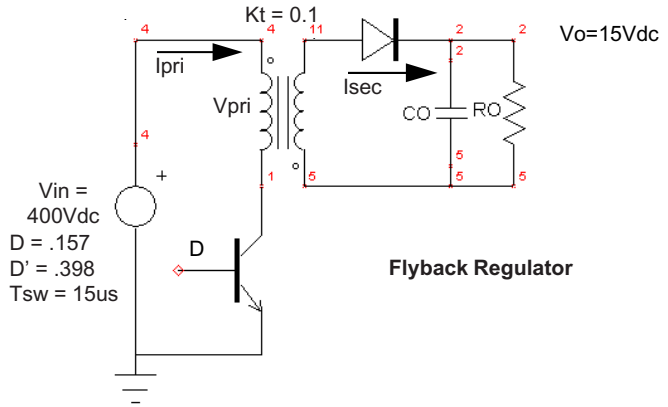 Kt = 0.1
4
4
11
2
2
Vo=15Vdc
Ipri
Isec
2
Vpri
CO
RO
4
5
1
5
5
5
Vin =
400Vdc
+
D = .157
D' = .398
Tsw = 15us
D
Flyback Regulator